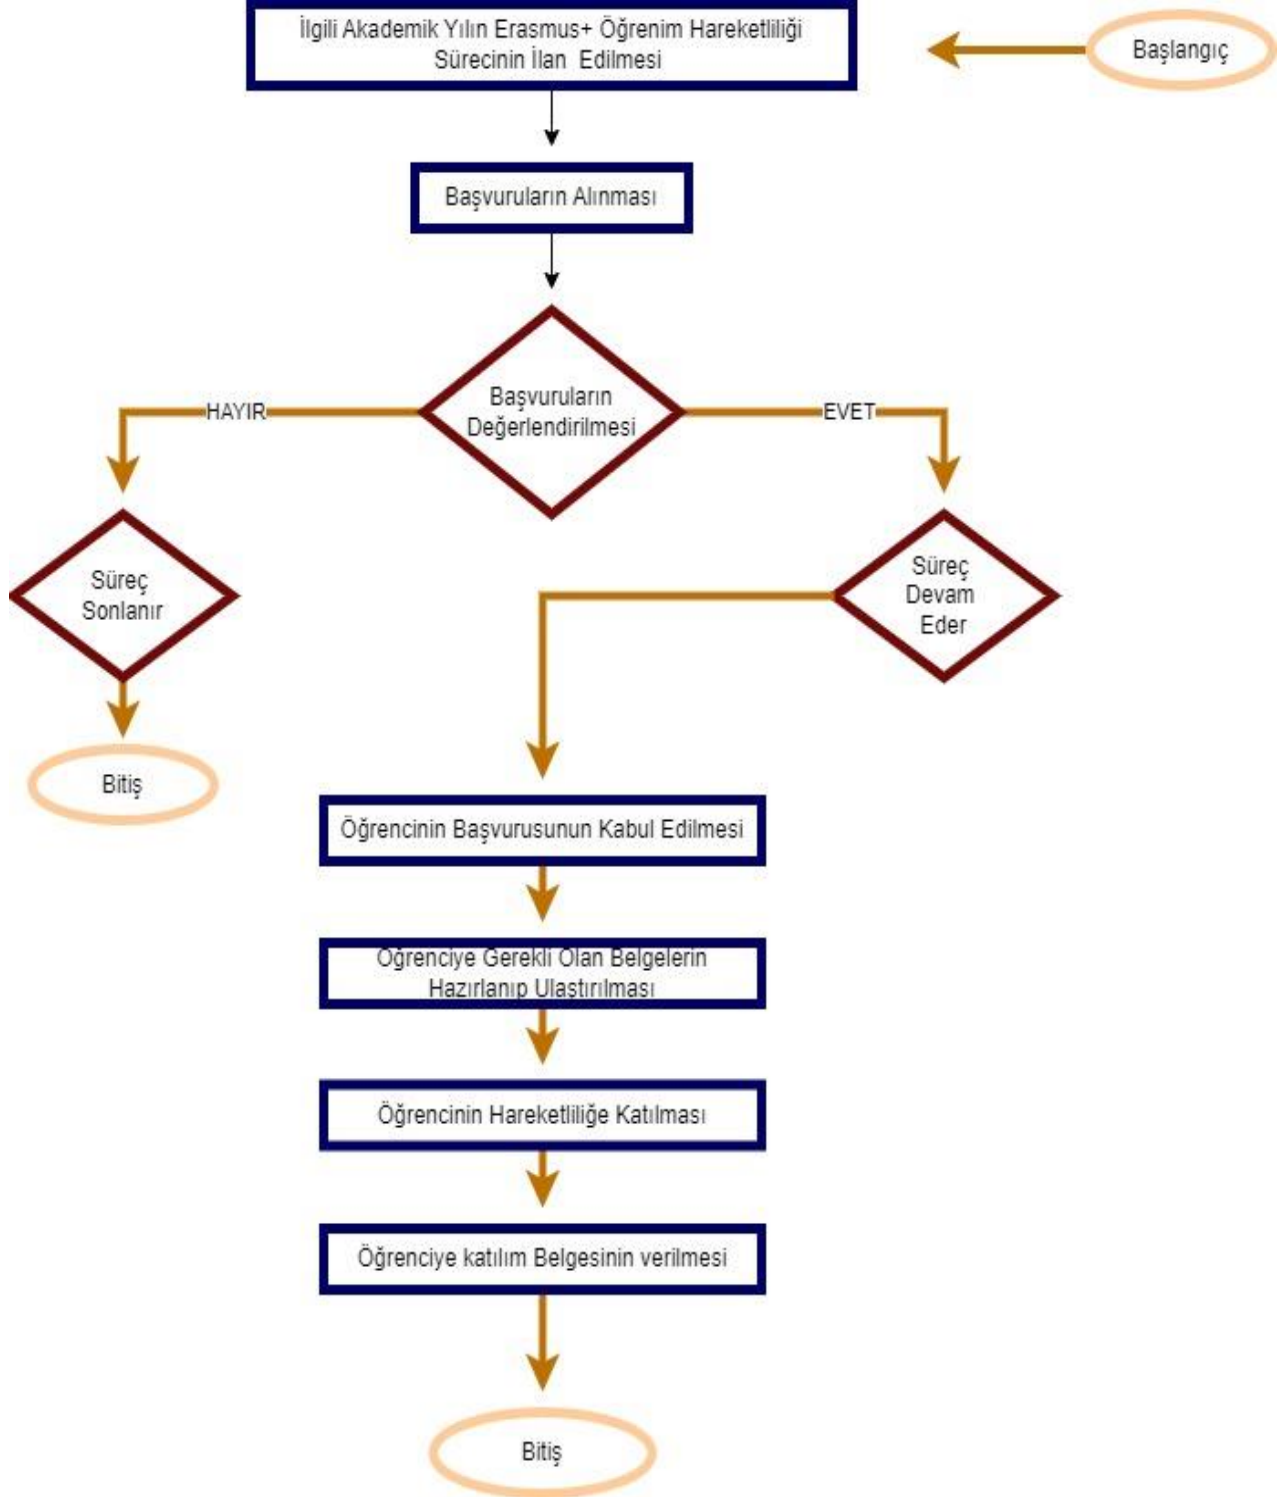 İlgili Akademik Yılın Erasmus+ Öğrenim Hareketliliği
Sürecinin İlan Edilmesi
Başlangıç
Başvuruların Alınması
Başvuruların
Değerlendirilmesi
HAYIR
EVET
Süreç
Sonlanır
Süreç
Devam
Eder
Bitiş
Öğrencinin Başvurusunun Kabul Edilmesi
Öğrenciye Gerekli Olan Belgelerin
Hazırlanıp Ulaştırılması
Öğrencinin Hareketliliğe Katılması
Öğrenciye katılım Belgesinin verilmesi
Bitiş